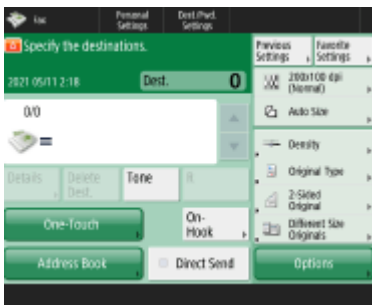 Fax
Personal
Settings
Dest./Pwd.
Settings
Specify the destinations.
2021 05/11 2:18
Dest.
0
Previous
Settings
Favorite
Settings
200x100 dpi
(Normal)
0/0
Auto Size
Density
Details
Delete
Dest.
Tone
R
Original Type
2-Sided
Original
One-Touch
On-
Hook
Different Size
Originals
Address Book
Direct Send
Options